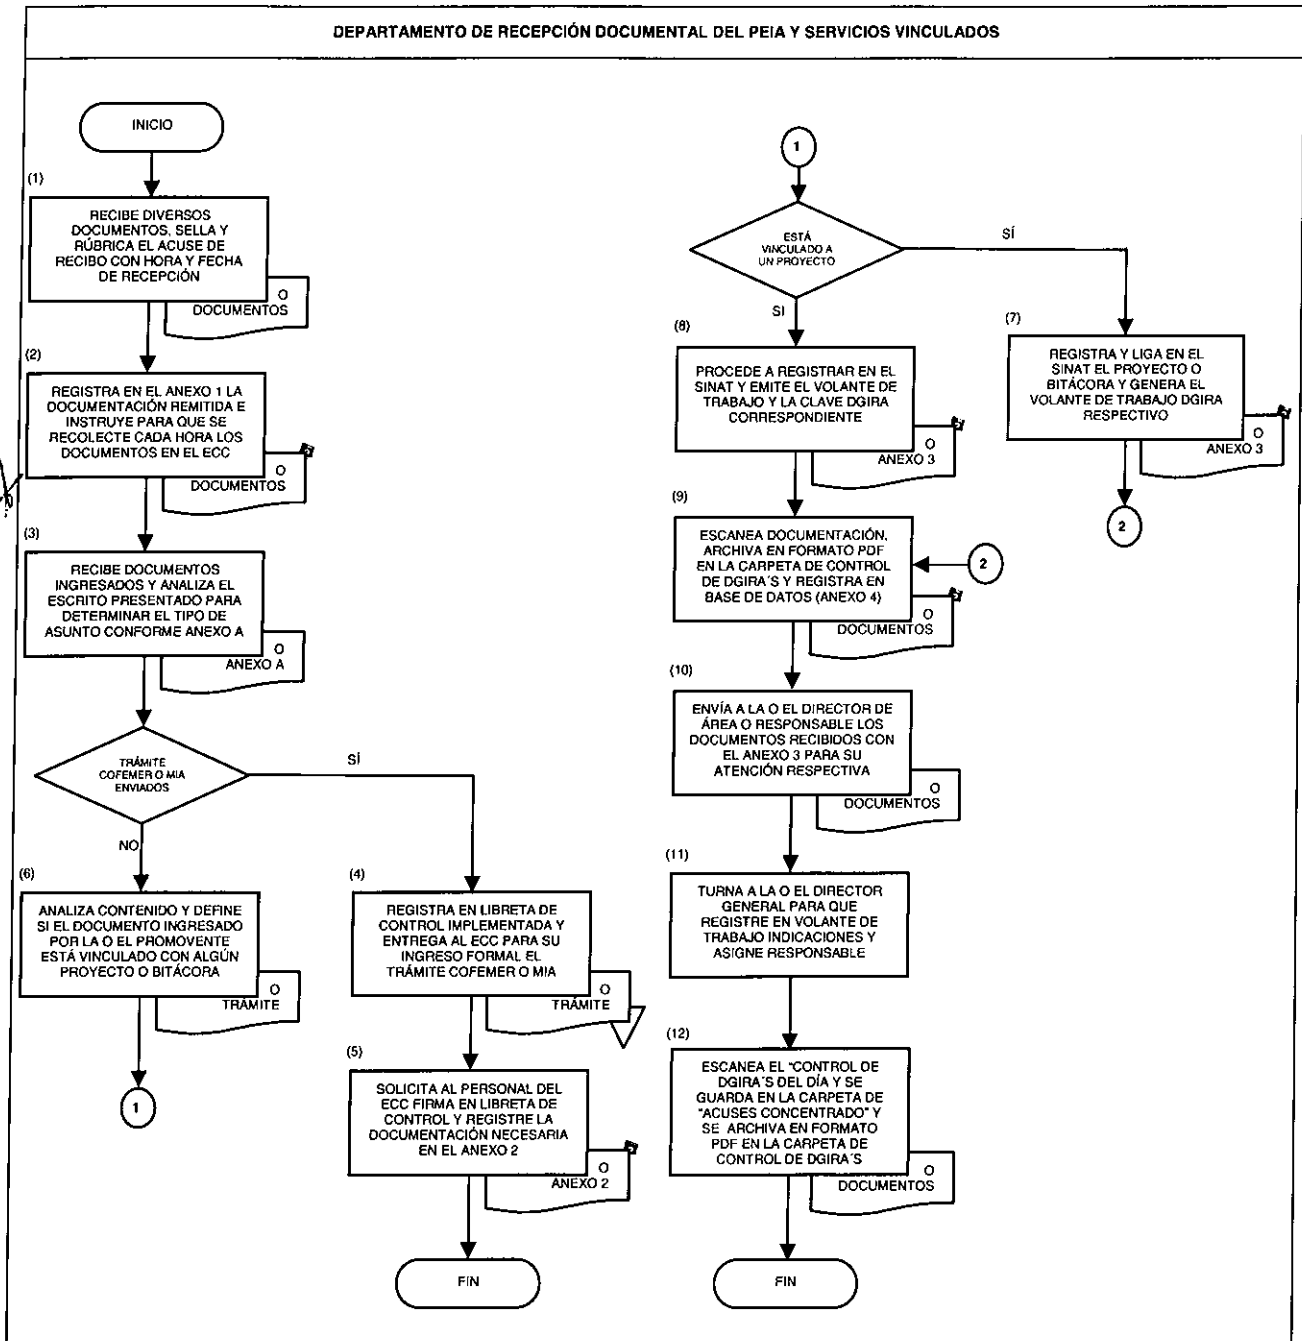 DEPARTAMENTO DE RECEPCIÓN DOCUMENTAL DEL PEIA Y SERVICIOS VINCULADOS
INICIO
(1)
RECIBE DIVERSOS
DOCUMENTOS, SELLA Y
RÚBRICA EL ACUSE DE
RECIBO CON HORA Y FECHA
DE RECEPCIÓN
O
DOCUMENTOS
(2)
REGISTRA EN EL ANEXO 1 LA
DOCUMENTACIÓN REMITIDA E
INSTRUYE PARA QUE SE
RECOLECTE CADA HORA LOS
DOCUMENTOS EN EL ECC
O
DOCUMENTOS
(3)
RECIBE DOCUMENTOS
INGRESADOS Y ANALIZA EL
ESCRITO PRESENTADO PARA
DETERMINAR EL TIPO DE
ASUNTO CONFORME ANEXO A
O
ANEXO A
TRÁMITE
COFEMER O MIA
ENVIADOS
SÍ
NO
(6)
ANALIZA CONTENIDO Y DEFINE
SI EL DOCUMENTO INGRESADO
POR LA O EL PROMOVENTE
ESTÁ VINCULADO CON ALGÚN
PROYECTO O BITÁCORA
O
TRÁMITE
1
(4)
REGISTRA EN LIBRETA DE
CONTROL IMPLEMENTADA Y
ENTREGA AL ECC PARA SU
INGRESO FORMAL EL
TRÁMITE COFEMER O MIA
O
TRÁMITE
(5)
SOLICITA AL PERSONAL DEL
ECC FIRMA EN LIBRETA DE
CONTROL Y REGISTRE LA
DOCUMENTACIÓN NECESARIA
EN EL ANEXO 2
O
ANEXO 2
FIN
1
ESTÁ
VINCULADO A
UN PROYECTO
SÍ
SI
(8)
PROCEDE A REGISTRAR EN EL
SINAT Y EMITE EL VOLANTE DE
TRABAJO Y LA CLAVE DGIRA
CORRESPONDIENTE
O
ANEXO 3
(7)
REGISTRA Y LIGA EN EL
SINAT EL PROYECTO O
BITÁCORA Y GENERA EL
VOLANTE DE TRABAJO DGIRA
RESPECTIVO
O
ANEXO 3
2
(9)
ESCANEA DOCUMENTACIÓN,
ARCHIVA EN FORMATO PDF
EN LA CARPETA DE CONTROL
DE DGIRA´S Y REGISTRA EN
BASE DE DATOS (ANEXO 4)
2
O
DOCUMENTOS
(10)
ENVÍA A LA O EL DIRECTOR DE
ÁREA O RESPONSABLE LOS
DOCUMENTOS RECIBIDOS CON
EL ANEXO 3 PARA SU
ATENCIÓN RESPECTIVA
O
DOCUMENTOS
(11)
TURNA A LA O EL DIRECTOR
GENERAL PARA QUE
REGISTRE EN VOLANTE DE
TRABAJO INDICACIONES Y
ASIGNE RESPONSABLE
(12)
ESCANEA EL "CONTROL DE
DGIRA´S DEL DÍA Y SE
GUARDA EN LA CARPETA DE
"ACUSES CONCENTRADO" Y
SE ARCHIVA EN FORMATO
PDF EN LA CARPETA DE
CONTROL DE DGIRA´S
O
DOCUMENTOS
FIN